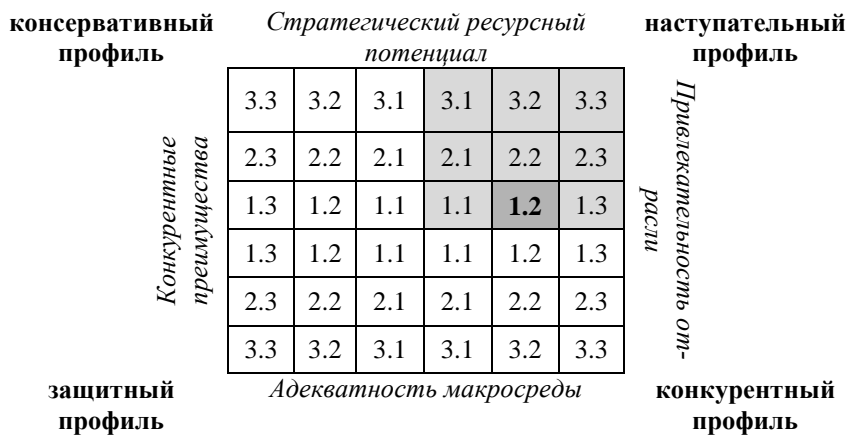 консервативный
профиль
Стратегический ресурсный
потенциал
наступательный
профиль
Конкурентные
преимущества
3.3 3.2 3.1 3.1 3.2 3.3
2.3 2.2 2.1 2.1 2.2 2.3
1.3 1.2 1.1 1.1 1.2 1.3
1.3 1.2 1.1 1.1 1.2 1.3
2.3 2.2 2.1 2.1 2.2 2.3
3.3 3.2 3.1 3.1 3.2 3.3
Привлекательность от-
расли
защитный
профиль
Адекватность макросреды
конкурентный
профиль